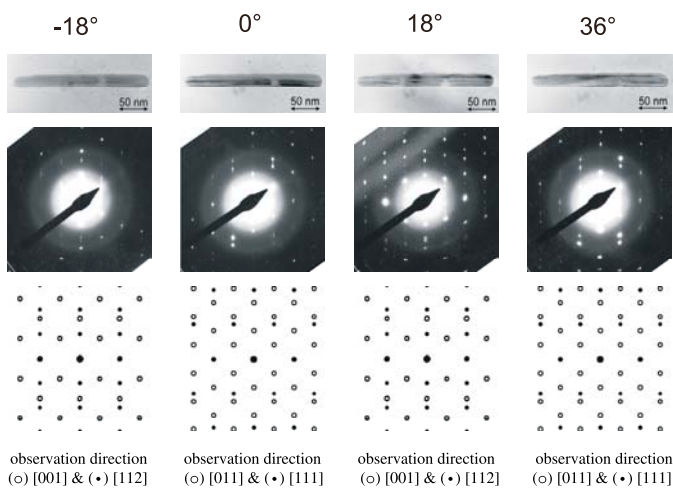 -18° 0° 18° 36°
50 nm 50 nm 50 nm 50 nm
observation direction observation direction observation direction observation direction
(○) [001] & (•) [112] (○) [011] & (•) [111] (○) [001] & (•) [112] (○) [011] & (•) [111]